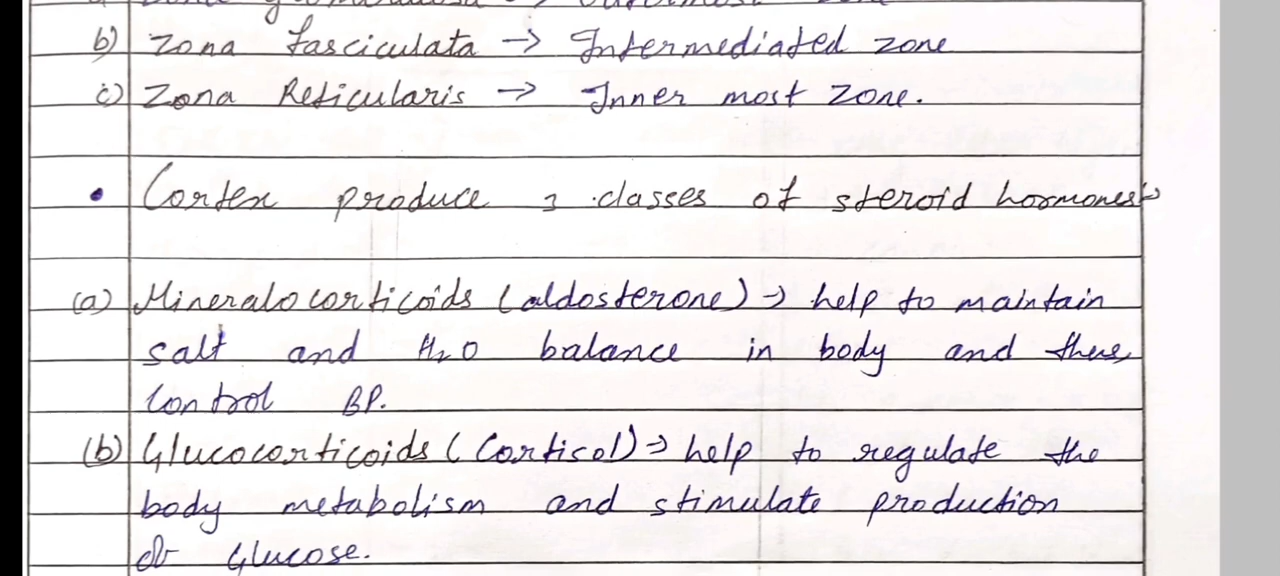 b) Zona fasciculata → Intermediated zone
c) Zona Reticularis → Inner most zone.
• Cortex produce 3 classes of steroid hormones
(a) Mineralocorticoids (aldosterone) → help to maintain
salt and H2O balance in body and thus
control BP.
(b) Glucocorticoids (Cortisol) → help to regulate the
body metabolism and stimulate production
of Glucose.